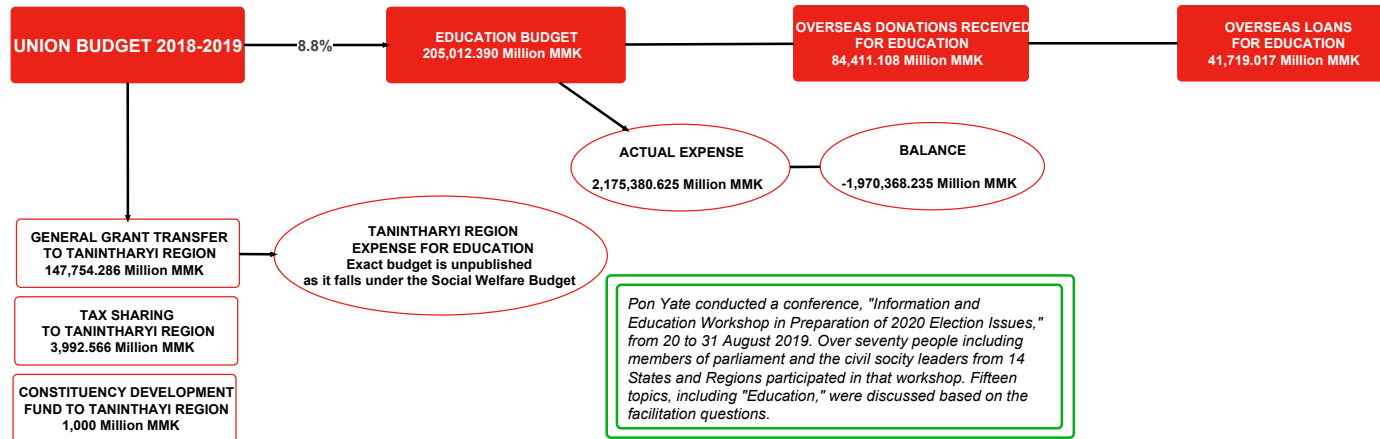 UNION BUDGET 2018-2019
8.8%
EDUCATION BUDGET
205,012.390 Million MMK
OVERSEAS DONATIONS RECEIVED
FOR EDUCATION
84,411.108 Million MMK
OVERSEAS LOANS
FOR EDUCATION
41,719.017 Million MMK
ACTUAL EXPENSE
2,175,380.625 Million MMK
BALANCE
-1,970,368.235 Million MMK
GENERAL GRANT TRANSFER
TO TANINTHARYI REGION
147,754.286 Million MMK
TANINTHARYI REGION
EXPENSE FOR EDUCATION
Exact budget is unpublished
as it falls under the Social Welfare Budget
TAX SHARING
TO TANINTHARYI REGION
3,992.566 Million MMK
CONSTITUENCY DEVELOPMENT
FUND TO TANINTHAYI REGION
1,000 Million MMK
Pon Yate conducted a conference, "Information and
Education Workshop in Preparation of 2020 Election Issues,"
from 20 to 31 August 2019. Over seventy people including
members of parliament and the civil socity leaders from 14
States and Regions participated in that workshop. Fifteen
topics, including "Education," were discussed based on the
facilitation questions.